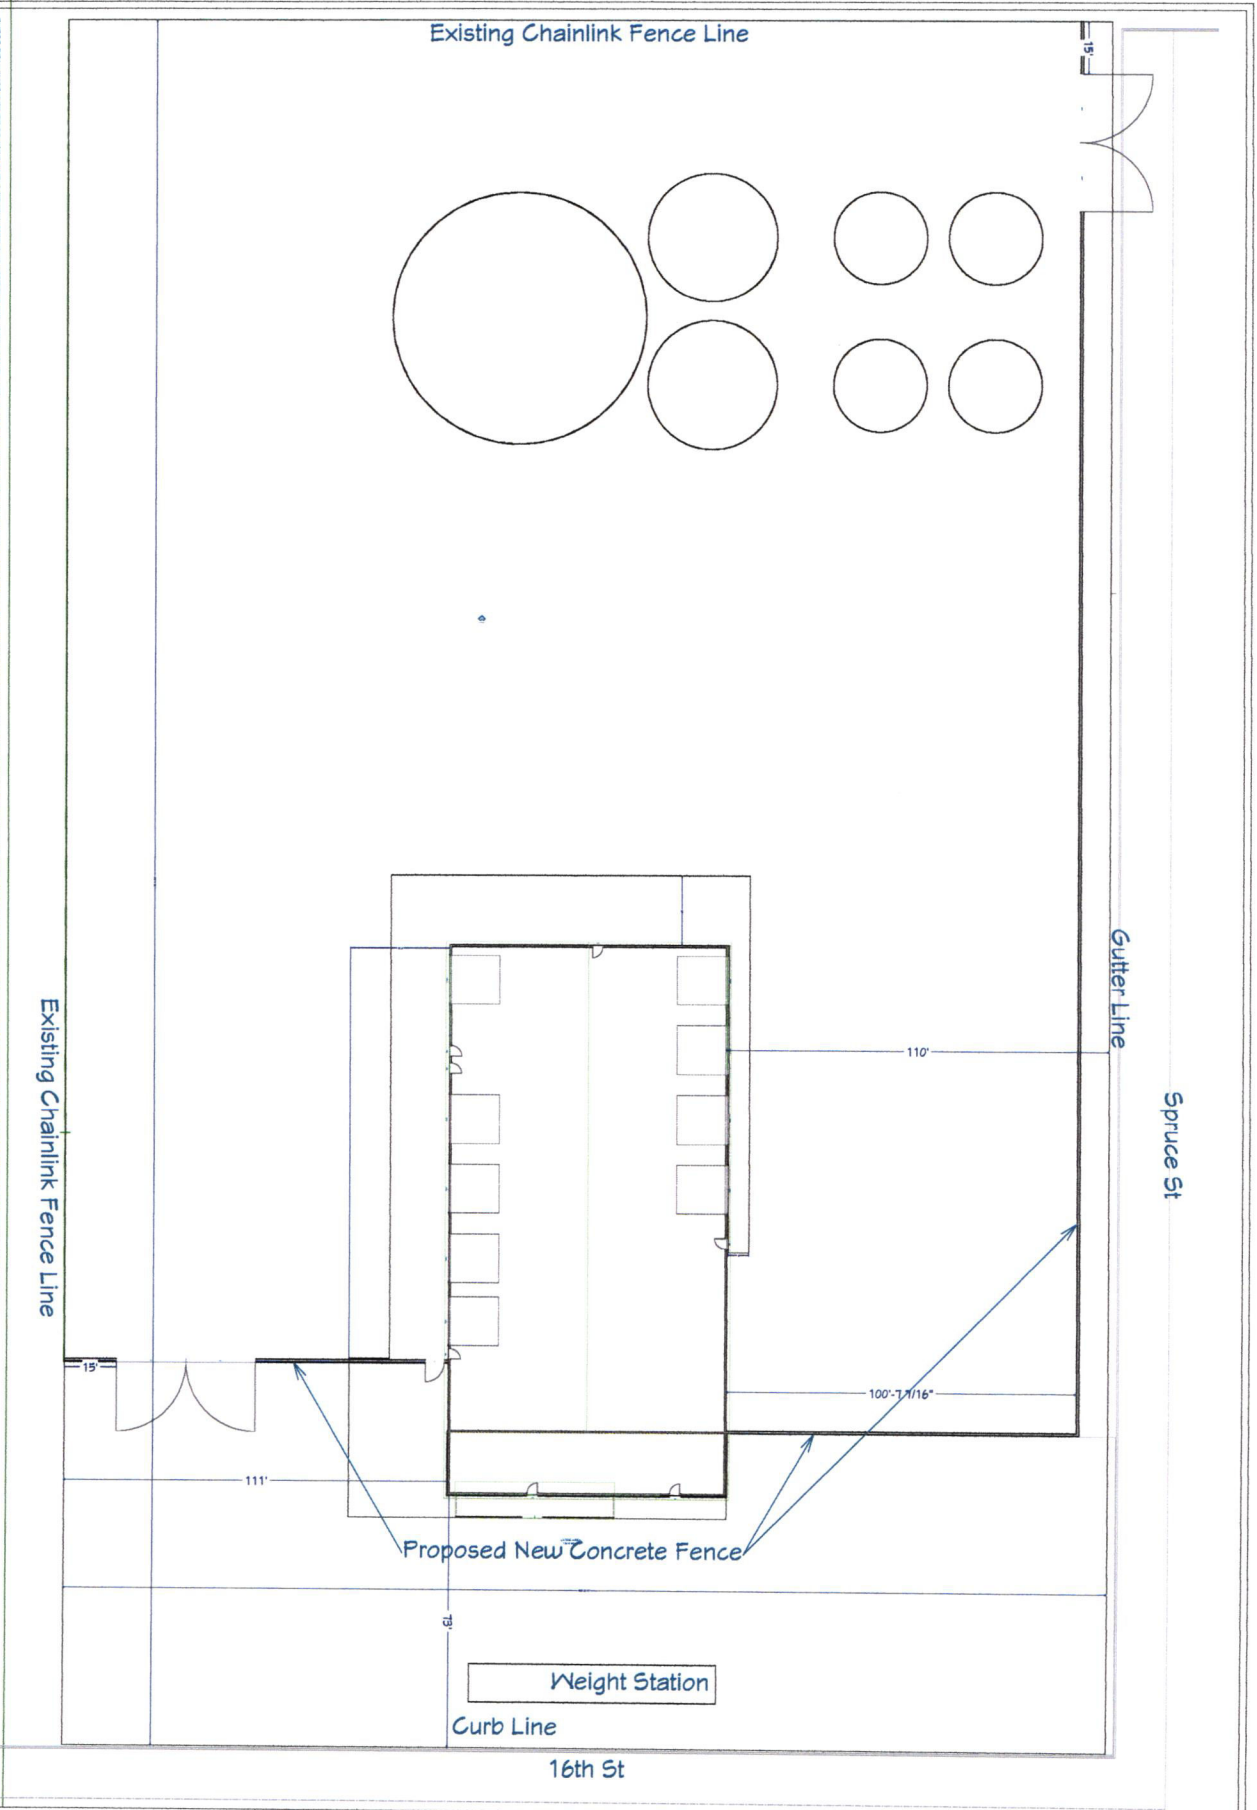 Existing Chainlink Fence Line
15'
Gutter Line
110'
Spruce St
Existing Chainlink Fence Line
15'
100'-7 7/16"
111'
Proposed New Concrete Fence
73'
Weight Station
Curb Line
16th St